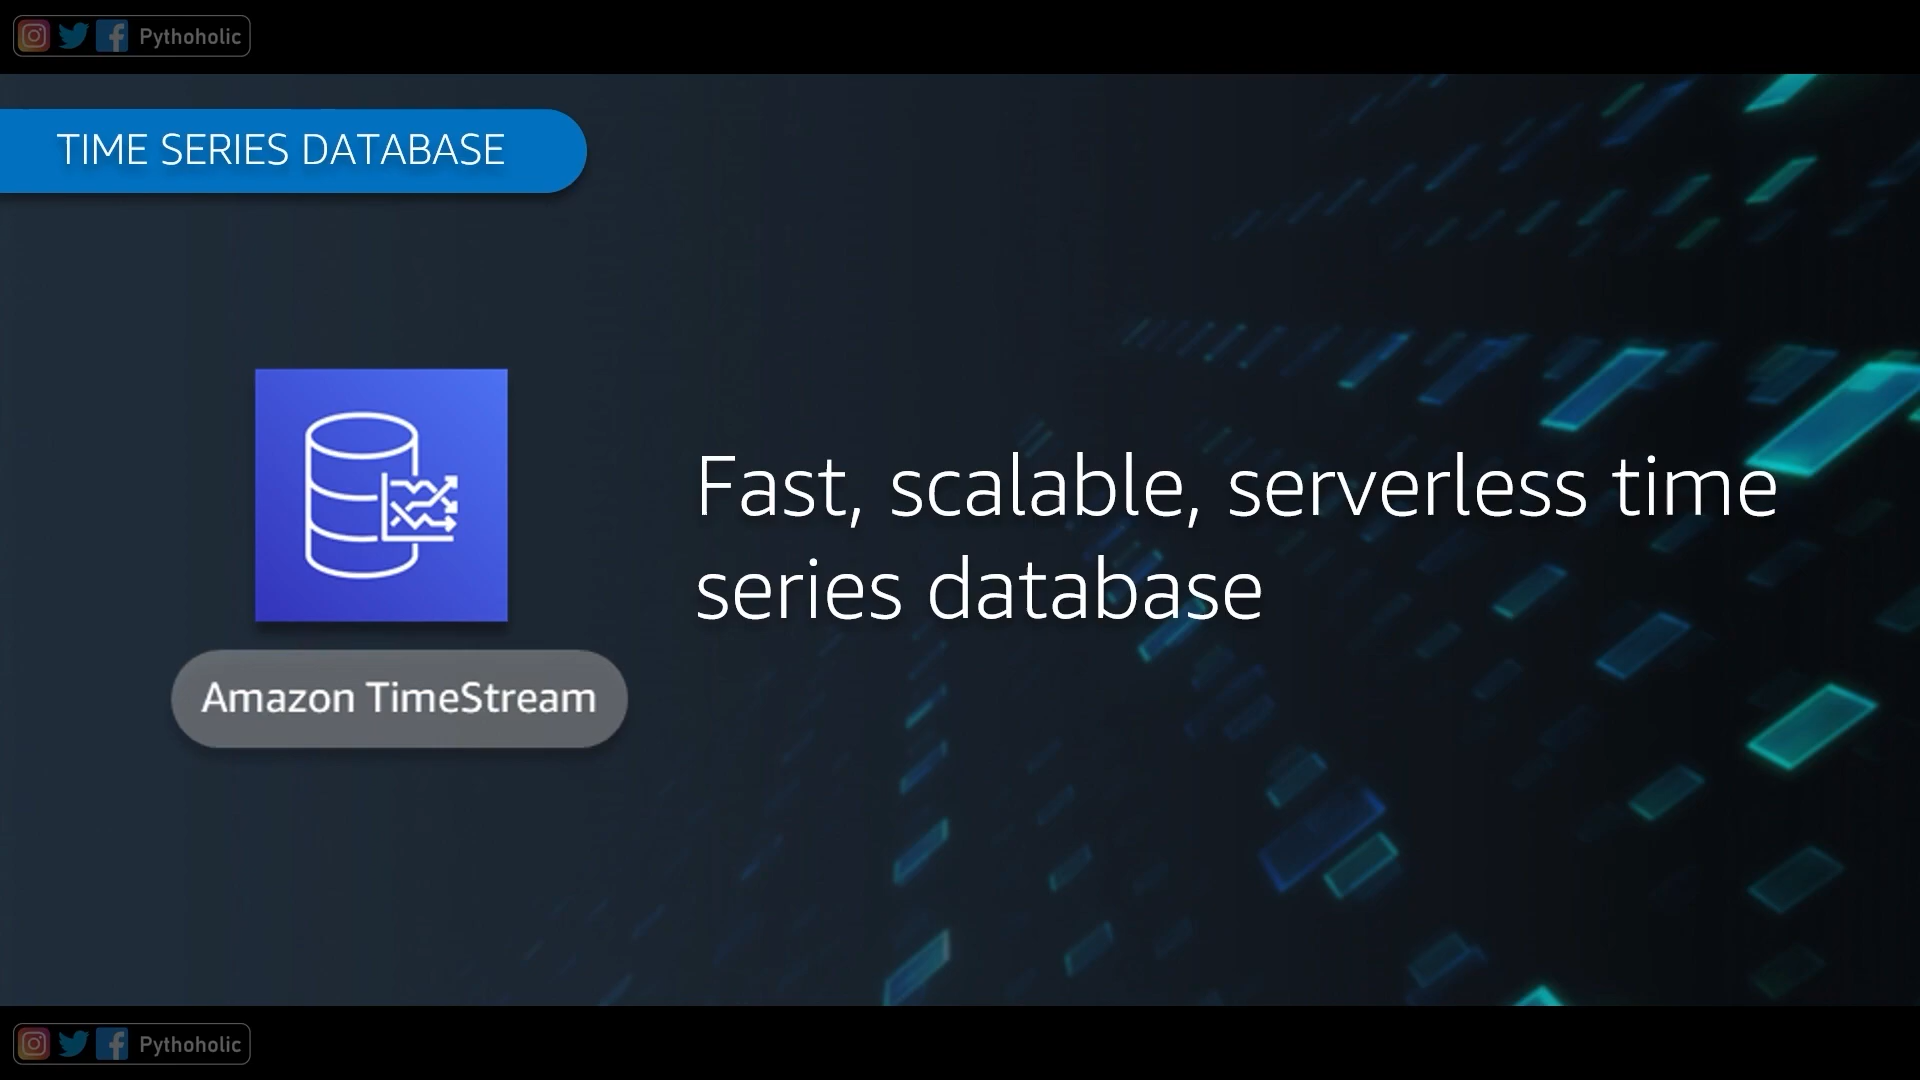 Pythoholic
TIME SERIES DATABASE
Fast, scalable, serverless time
series database
Amazon TimeStream
Pythoholic